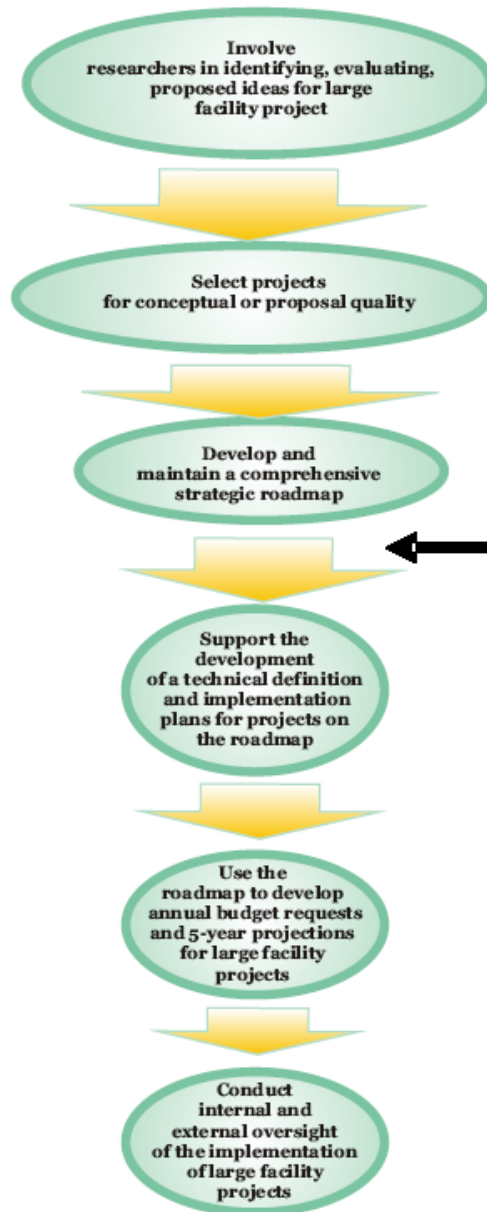 Involve
researchers in identifying, evaluating,
proposed ideas for large
facility project
Select projects
for conceptual or proposal quality
Develop and
maintain a comprehensive
strategic roadmap
Support the
development
of a technical definition
and implementation
plans for projects on
the roadmap
Use the
roadmap to develop
annual budget requests
and 5-year projections
for large facility
projects
Conduct
internal and
external oversight
of the implementation
of large facility
projects